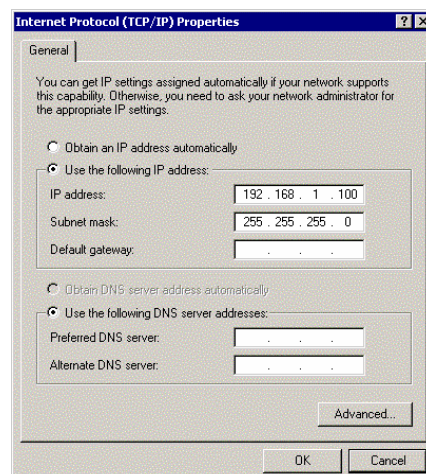 Internet Protocol (TCP/IP) Properties
General
You can get IP settings assigned automatically if your network supports
this capability. Otherwise, you need to ask your network administrator for
the appropriate IP settings.
Obtain an IP address automatically
Use the following IP address:
IP address: 192 . 168 . 1 . 100
Subnet mask: 255 . 255 . 255 . 0
Default gateway: . . .
Obtain DNS server address automatically
Use the following DNS server addresses:
Preferred DNS server: . . .
Alternate DNS server: . . .
Advanced...
OK Cancel